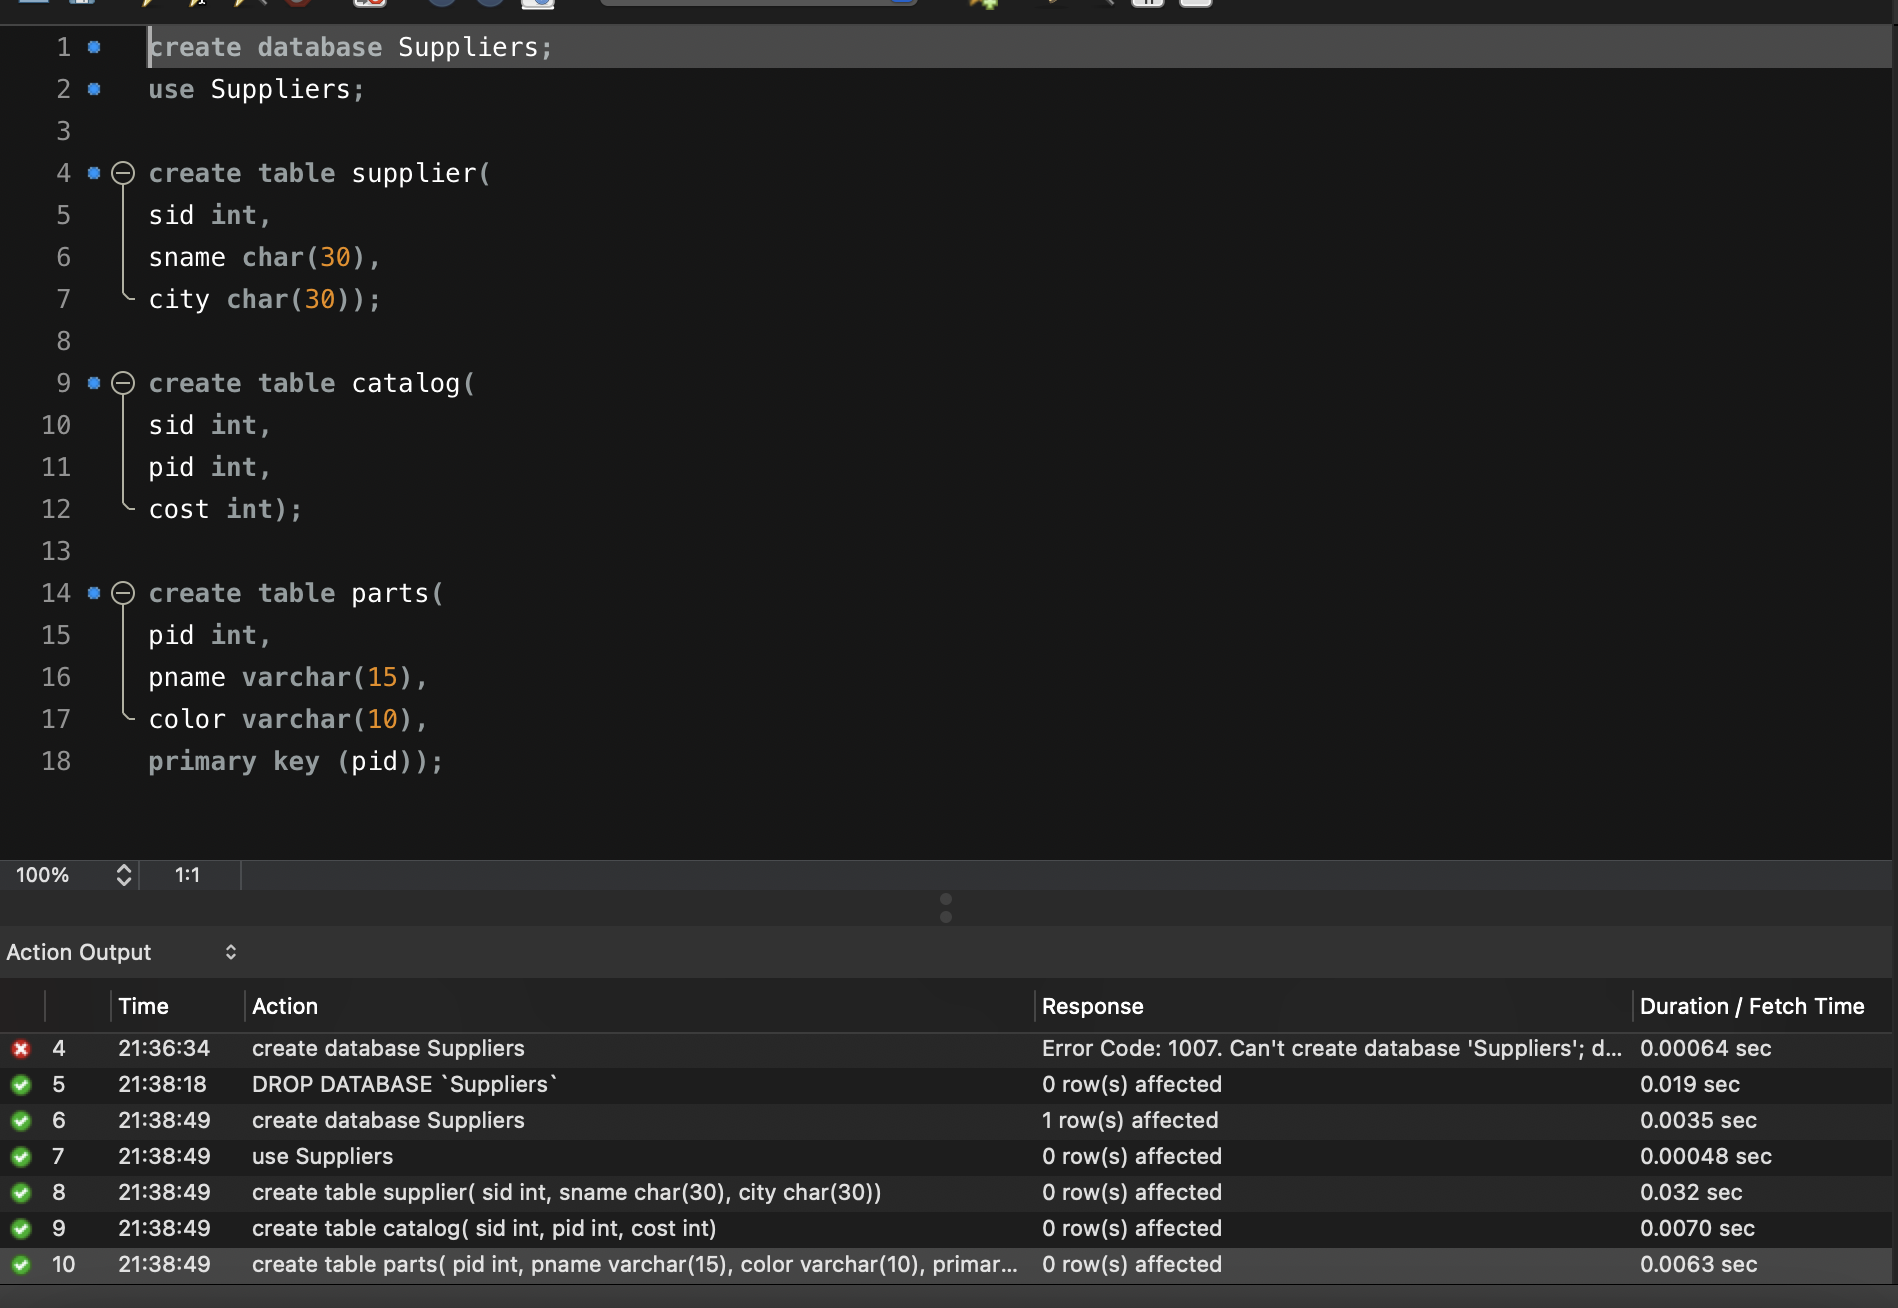 1 create database Suppliers;
2 use Suppliers;
3
4 create table supplier(
5 sid int,
6 sname char(30),
7 city char(30));
8
9 create table catalog(
10 sid int,
11 pid int,
12 cost int);
13
14 create table parts(
15 pid int,
16 pname varchar(15),
17 color varchar(10),
18 primary key (pid));
100% 1:1
Action Output
Time Action Response Duration / Fetch Time
4 21:36:34 create database Suppliers Error Code: 1007. Can't create database 'Suppliers'; d... 0.00064 sec
5 21:38:18 DROP DATABASE `Suppliers` 0 row(s) affected 0.019 sec
6 21:38:49 create database Suppliers 1 row(s) affected 0.0035 sec
7 21:38:49 use Suppliers 0 row(s) affected 0.00048 sec
8 21:38:49 create table supplier( sid int, sname char(30), city char(30)) 0 row(s) affected 0.032 sec
9 21:38:49 create table catalog( sid int, pid int, cost int) 0 row(s) affected 0.0070 sec
10 21:38:49 create table parts( pid int, pname varchar(15), color varchar(10), primar... 0 row(s) affected 0.0063 sec